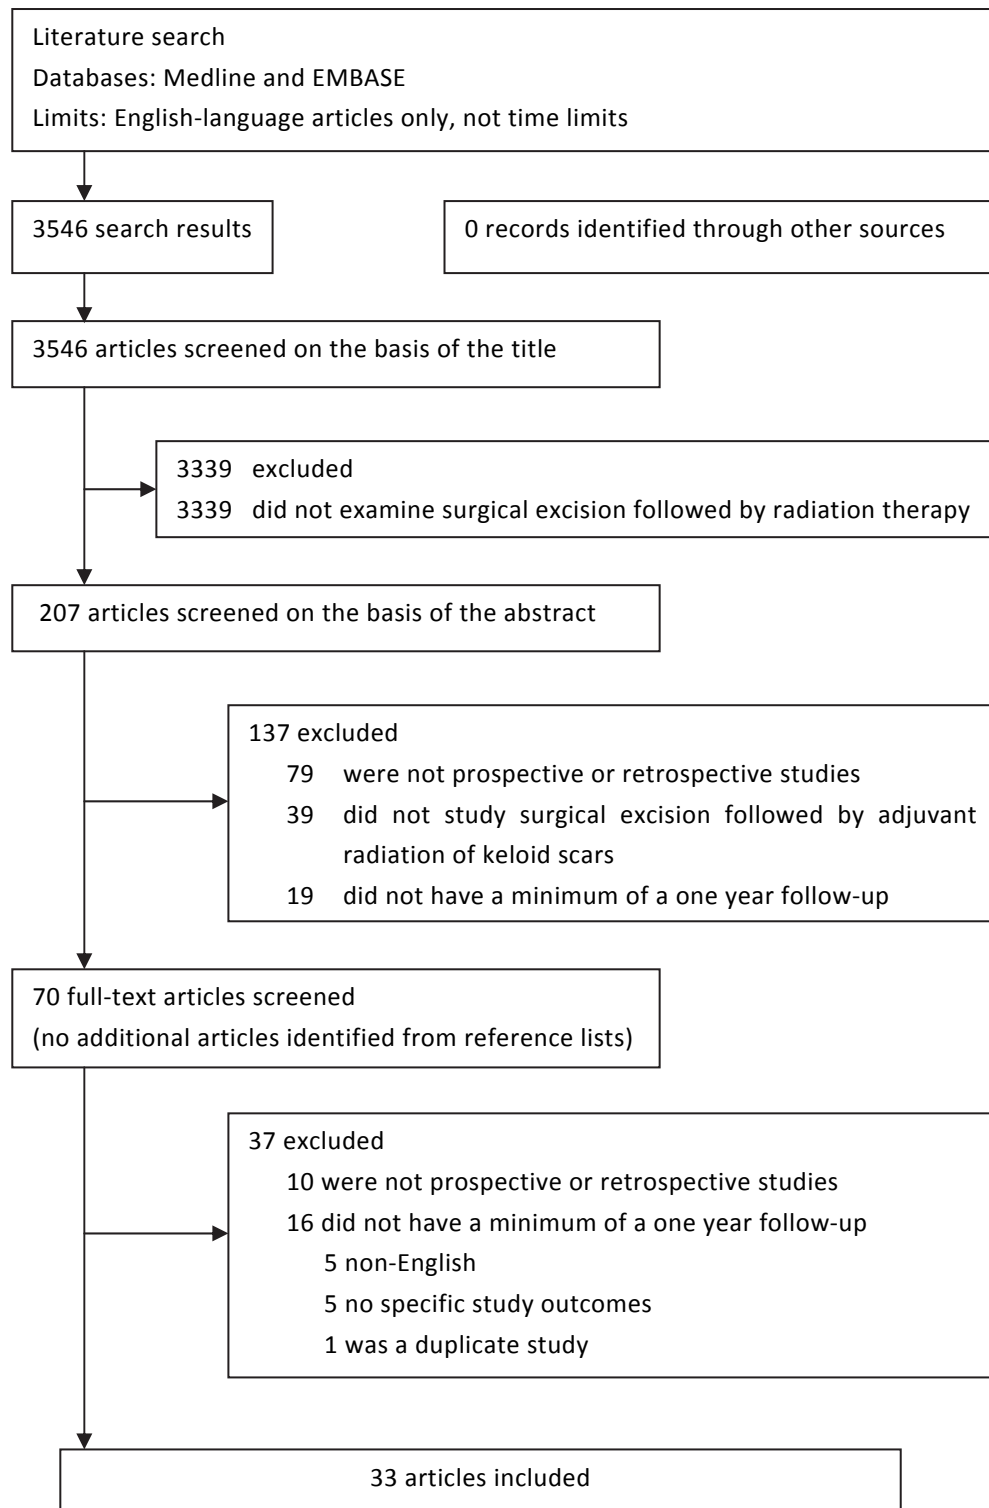 Literature search
Databases: Medline and EMBASE
Limits: English-language articles only, not time limits
3546 search results
0 records identified through other sources
3546 articles screened on the basis of the title
3339 excluded
3339 did not examine surgical excision followed by radiation therapy
207 articles screened on the basis of the abstract
137 excluded
79 were not prospective or retrospective studies
39 did not study surgical excision followed by adjuvant
radiation of keloid scars
19 did not have a minimum of a one year follow-up
70 full-text articles screened
(no additional articles identified from reference lists)
37 excluded
10 were not prospective or retrospective studies
16 did not have a minimum of a one year follow-up
5 non-English
5 no specific study outcomes
1 was a duplicate study
33 articles included